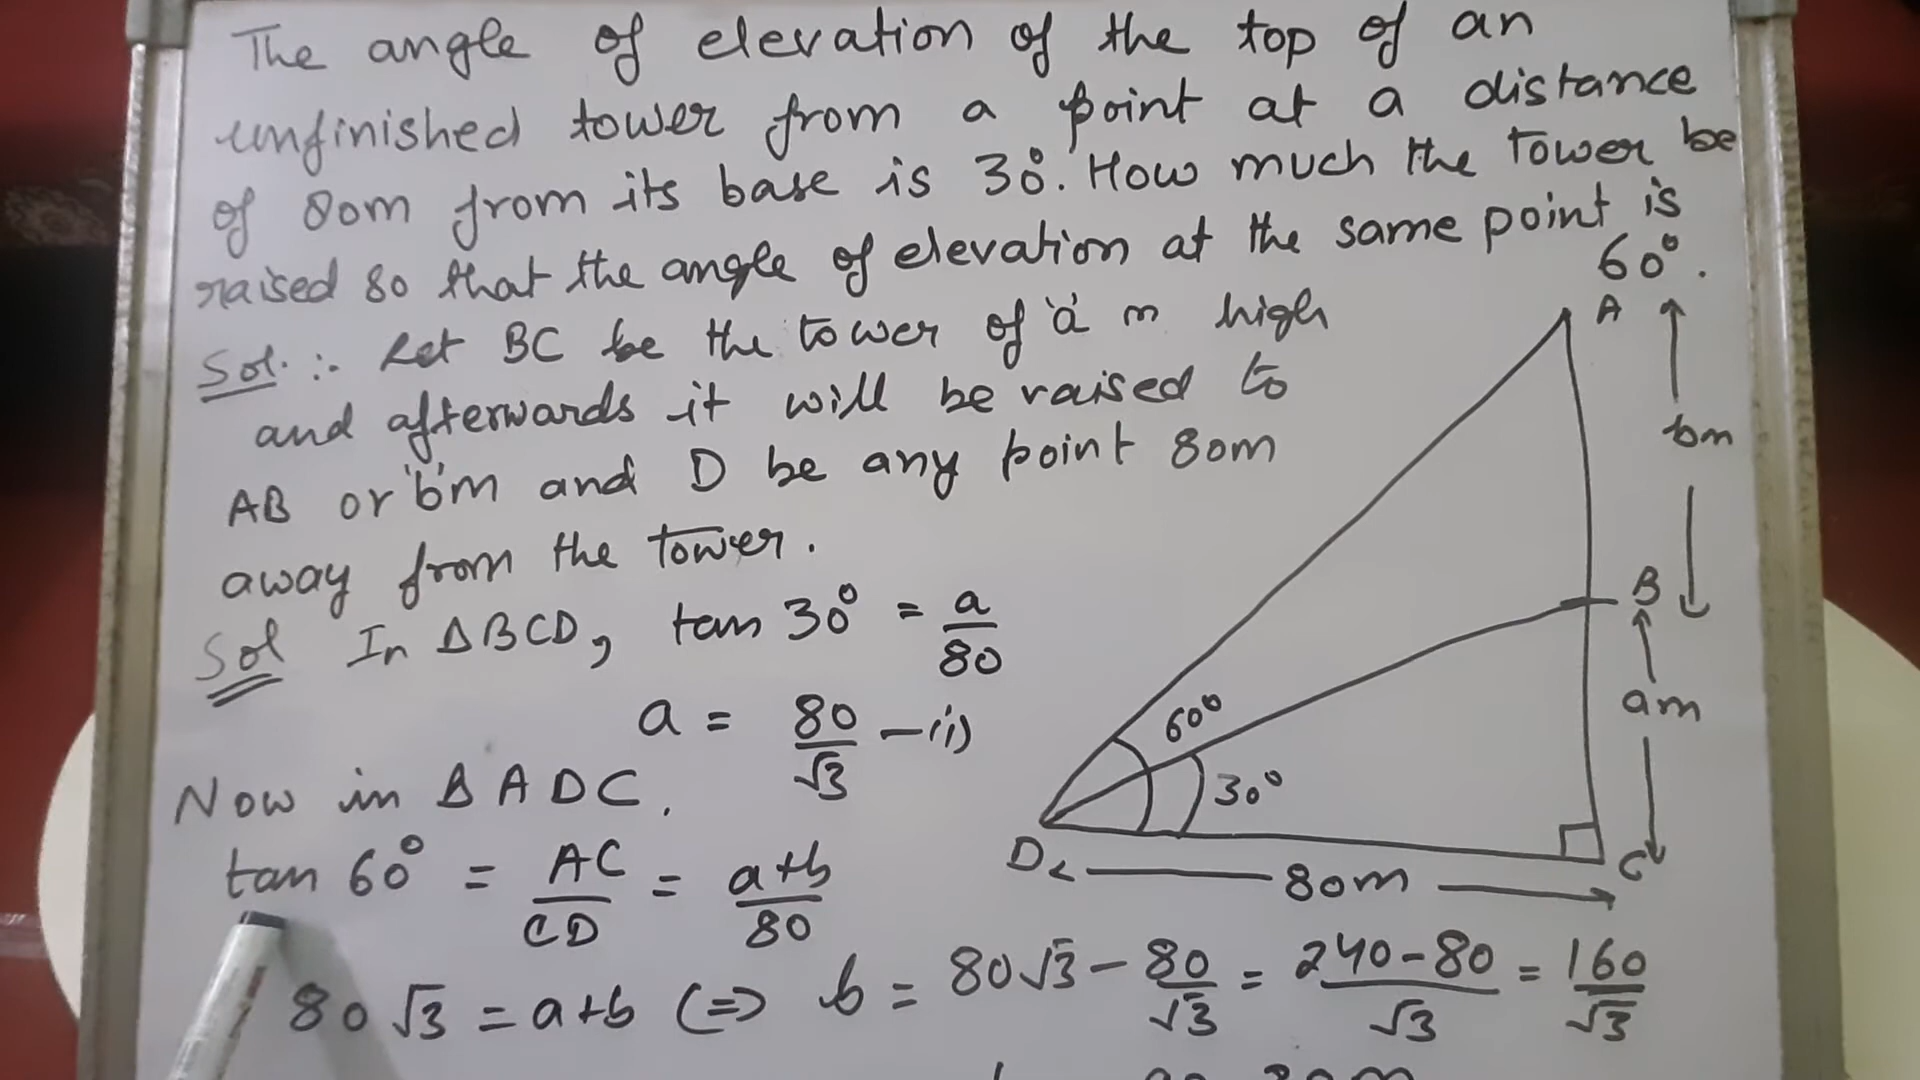 The angle of elevation of the top of an
unfinished tower from a point at a distance
of 80m from its base is 30°. How much the tower be
raised so that the angle of elevation at the same point is
60°.
Sol. :- Let BC be the tower of 'a' m high
and afterwards it will be raised to
AB or 'b'm and D be any point 80m
away from the tower.
Sol In ΔBCD, tan 30° = a/80
a = 80/√3 -(i)
Now in Δ ADC.
tan 60° = AC/CD = a+b/80
80√3 = a+b (=) b = 80√3 - 80/√3 = 240-80/√3 = 160/√3
A
bm
B
am
60°
30°
D
80m
C